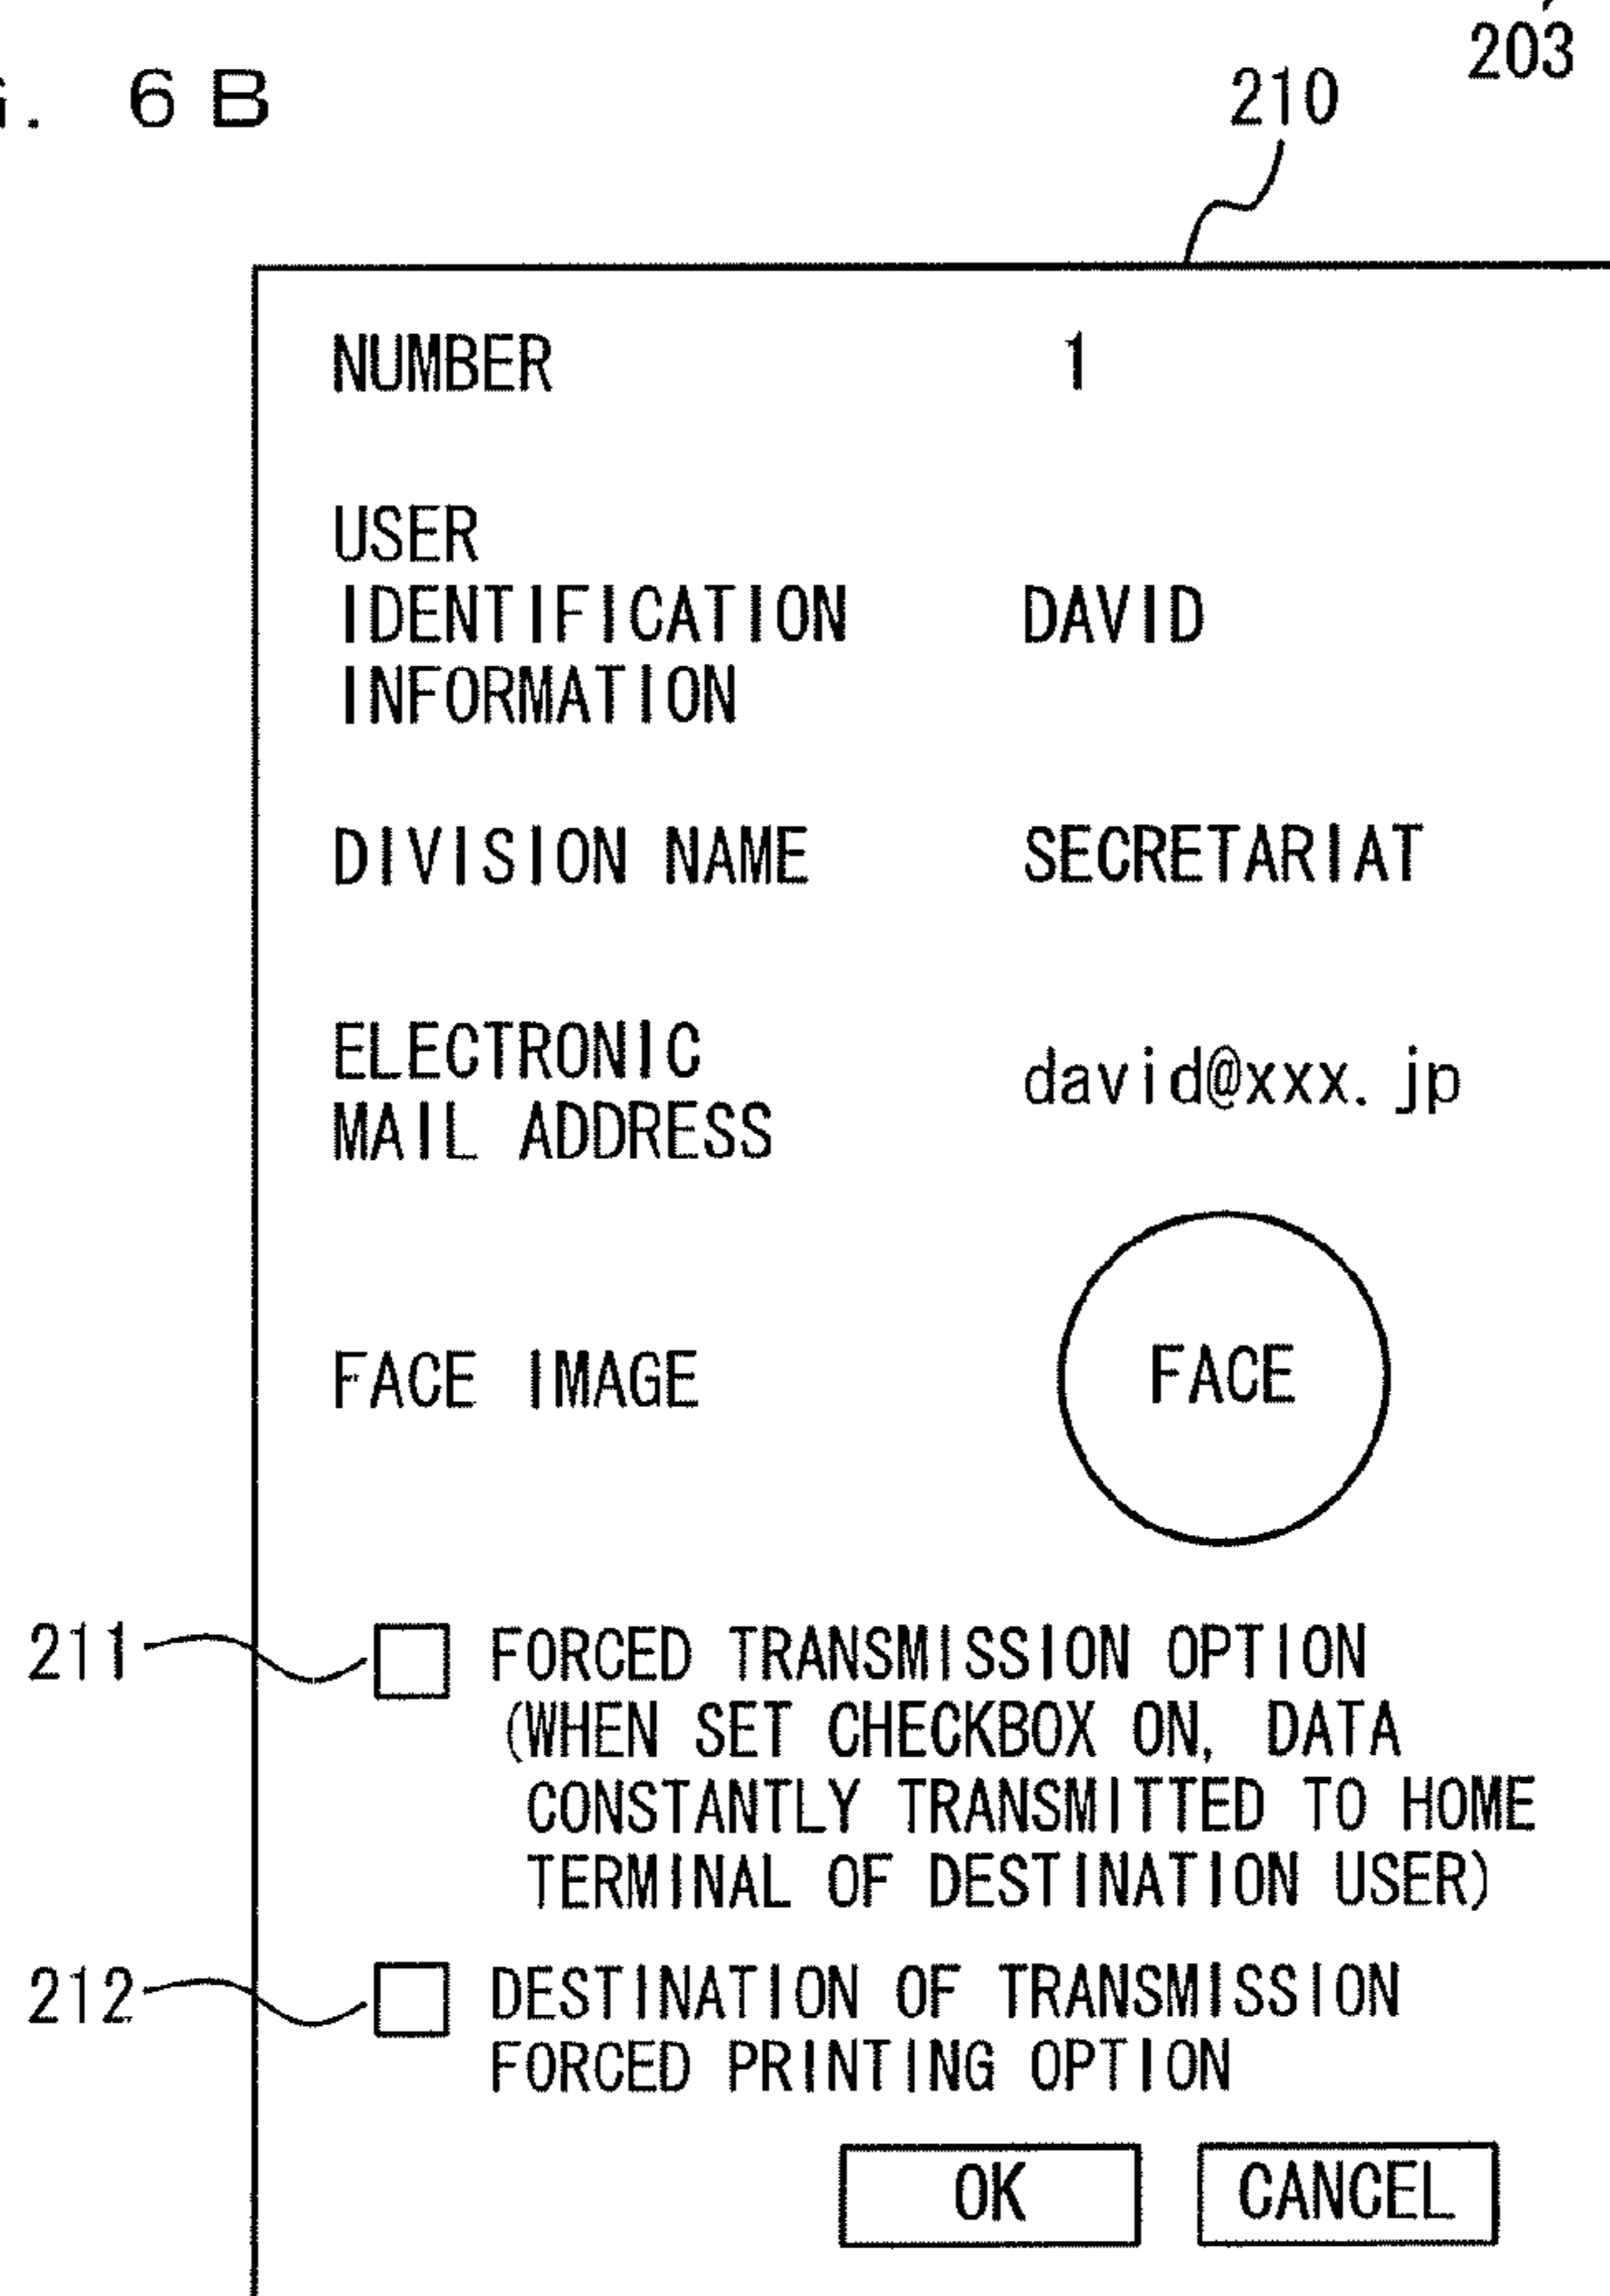 203
G. 6B
210
NUMBER 1
USER
IDENTIFICATION DAVID
INFORMATION
DIVISION NAME SECRETARIAT
ELECTRONIC
MAIL ADDRESS
david@xxx.jp
FACE IMAGE FACE
211 FORCED TRANSMISSION OPTION
(WHEN SET CHECKBOX ON, DATA
CONSTANTLY TRANSMITTED TO HOME
TERMINAL OF DESTINATION USER)
212 DESTINATION OF TRANSMISSION
FORCED PRINTING OPTION
OK CANCEL